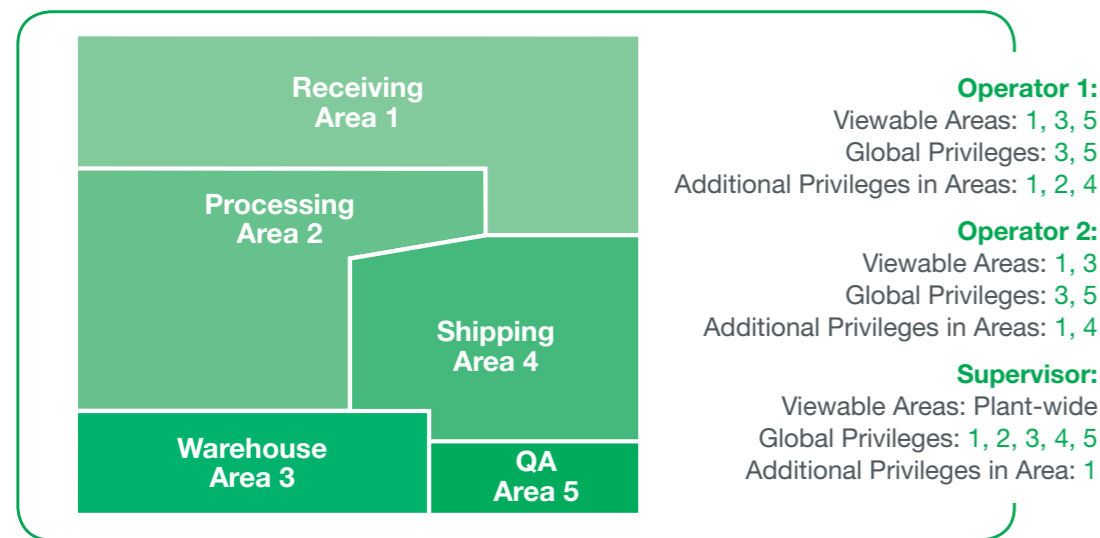 Receiving
Area 1
Processing
Area 2
Shipping
Area 4
Warehouse
Area 3
QA
Area 5
Operator 1:
Viewable Areas: 1, 3, 5
Global Privileges: 3, 5
Additional Privileges in Areas: 1, 2, 4
Operator 2:
Viewable Areas: 1, 3
Global Privileges: 3, 5
Additional Privileges in Areas: 1, 4
Supervisor:
Viewable Areas: Plant-wide
Global Privileges: 1, 2, 3, 4, 5
Additional Privileges in Area: 1